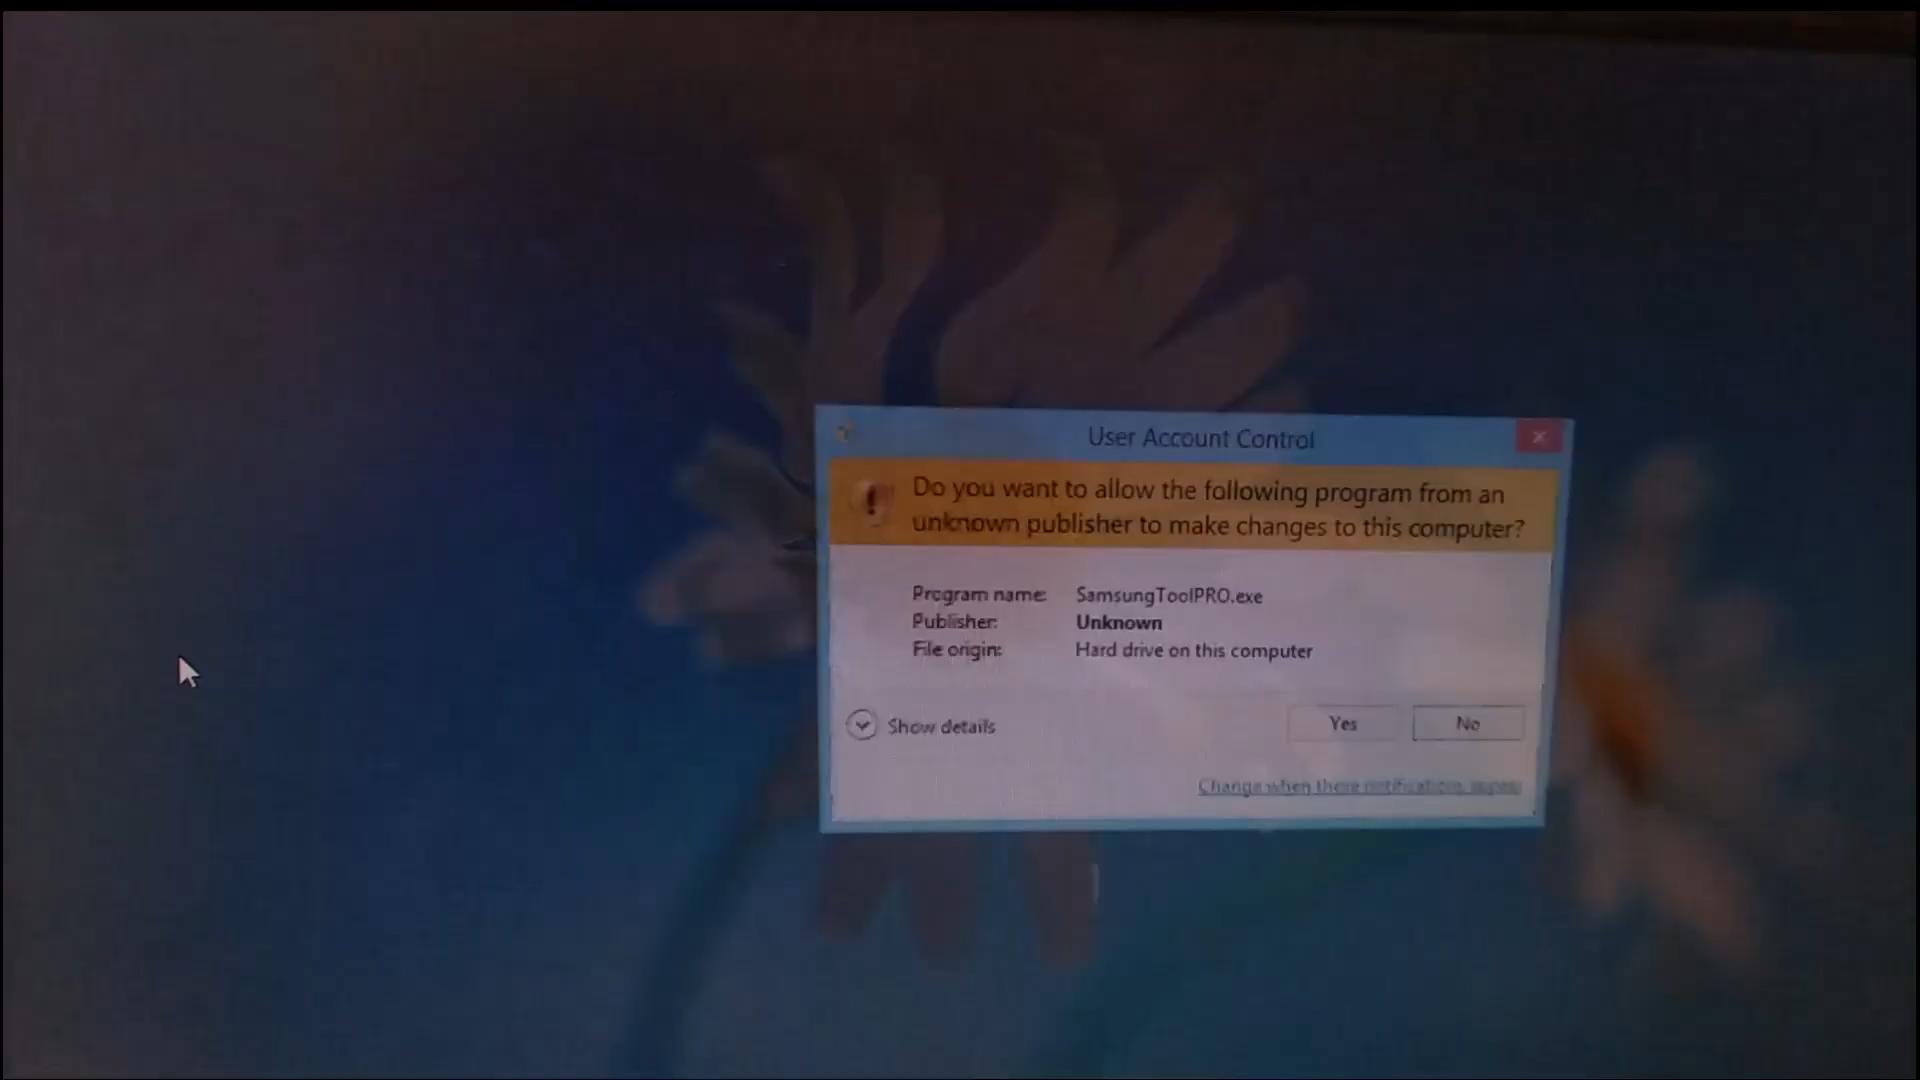 User Account Control
Do you want to allow the following program from an
unknown publisher to make changes to this computer?
Program name: SamsungToolPRO.exe
Publisher: Unknown
File origin: Hard drive on this computer
Show details
Yes
No
Change when these notifications appear